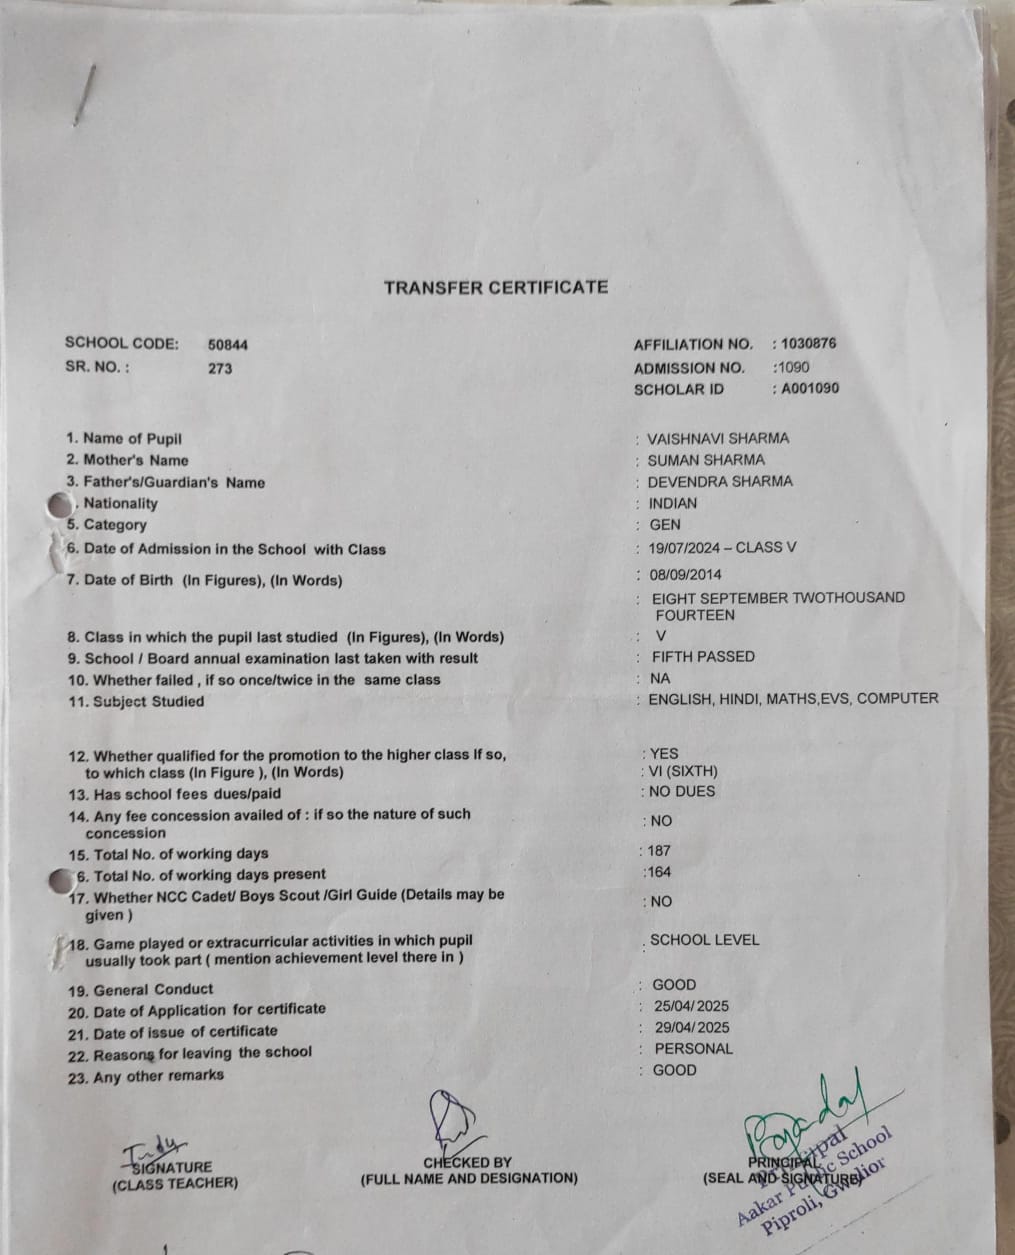 TRANSFER CERTIFICATE
SCHOOL CODE: 50844
AFFILIATION NO. : 1030876
SR. NO. : 273
ADMISSION NO. :1090
SCHOLAR ID : A001090
1. Name of Pupil : VAISHNAVI SHARMA
2. Mother's Name : SUMAN SHARMA
3. Father's/Guardian's Name : DEVENDRA SHARMA
. Nationality : INDIAN
5. Category : GEN
6. Date of Admission in the School with Class : 19/07/2024 – CLASS V
7. Date of Birth (In Figures), (In Words) : 08/09/2014
: EIGHT SEPTEMBER TWOTHOUSAND
FOURTEEN
8. Class in which the pupil last studied (In Figures), (In Words) : V
9. School / Board annual examination last taken with result : FIFTH PASSED
10. Whether failed , if so once/twice in the same class : NA
11. Subject Studied : ENGLISH, HINDI, MATHS,EVS, COMPUTER
12. Whether qualified for the promotion to the higher class If so, : YES
to which class (In Figure ), (In Words) : VI (SIXTH)
13. Has school fees dues/paid : NO DUES
14. Any fee concession availed of : if so the nature of such
concession : NO
15. Total No. of working days : 187
6. Total No. of working days present :164
17. Whether NCC Cadet/ Boys Scout /Girl Guide (Details may be
given ) : NO
18. Game played or extracurricular activities in which pupil : SCHOOL LEVEL
usually took part ( mention achievement level there in )
19. General Conduct : GOOD
20. Date of Application for certificate : 25/04/2025
21. Date of issue of certificate : 29/04/2025
22. Reasons for leaving the school : PERSONAL
23. Any other remarks : GOOD
SIGNATURE
(CLASS TEACHER)
CHECKED BY
(FULL NAME AND DESIGNATION)
PRINCIPAL
(SEAL AND SIGNATURE)
Principal
Aakar Public School
Piproli, Gwalior